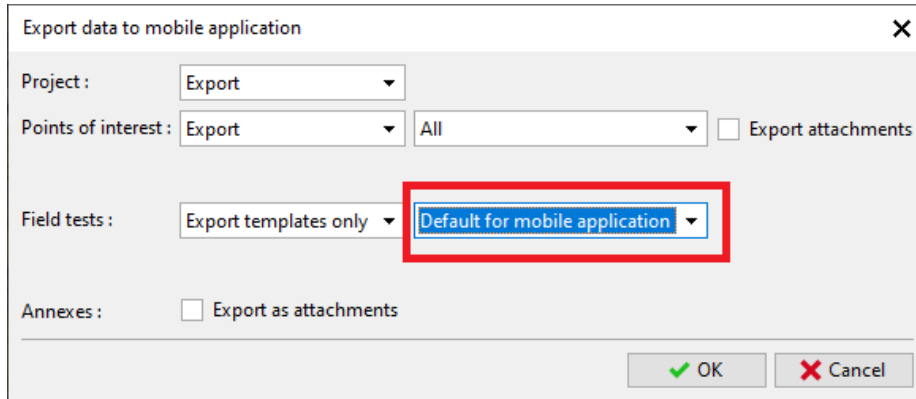 Export data to mobile application
Project : Export
Points of interest : Export All Export attachments
Field tests : Export templates only Default for mobile application
Annexes : Export as attachments
OK Cancel